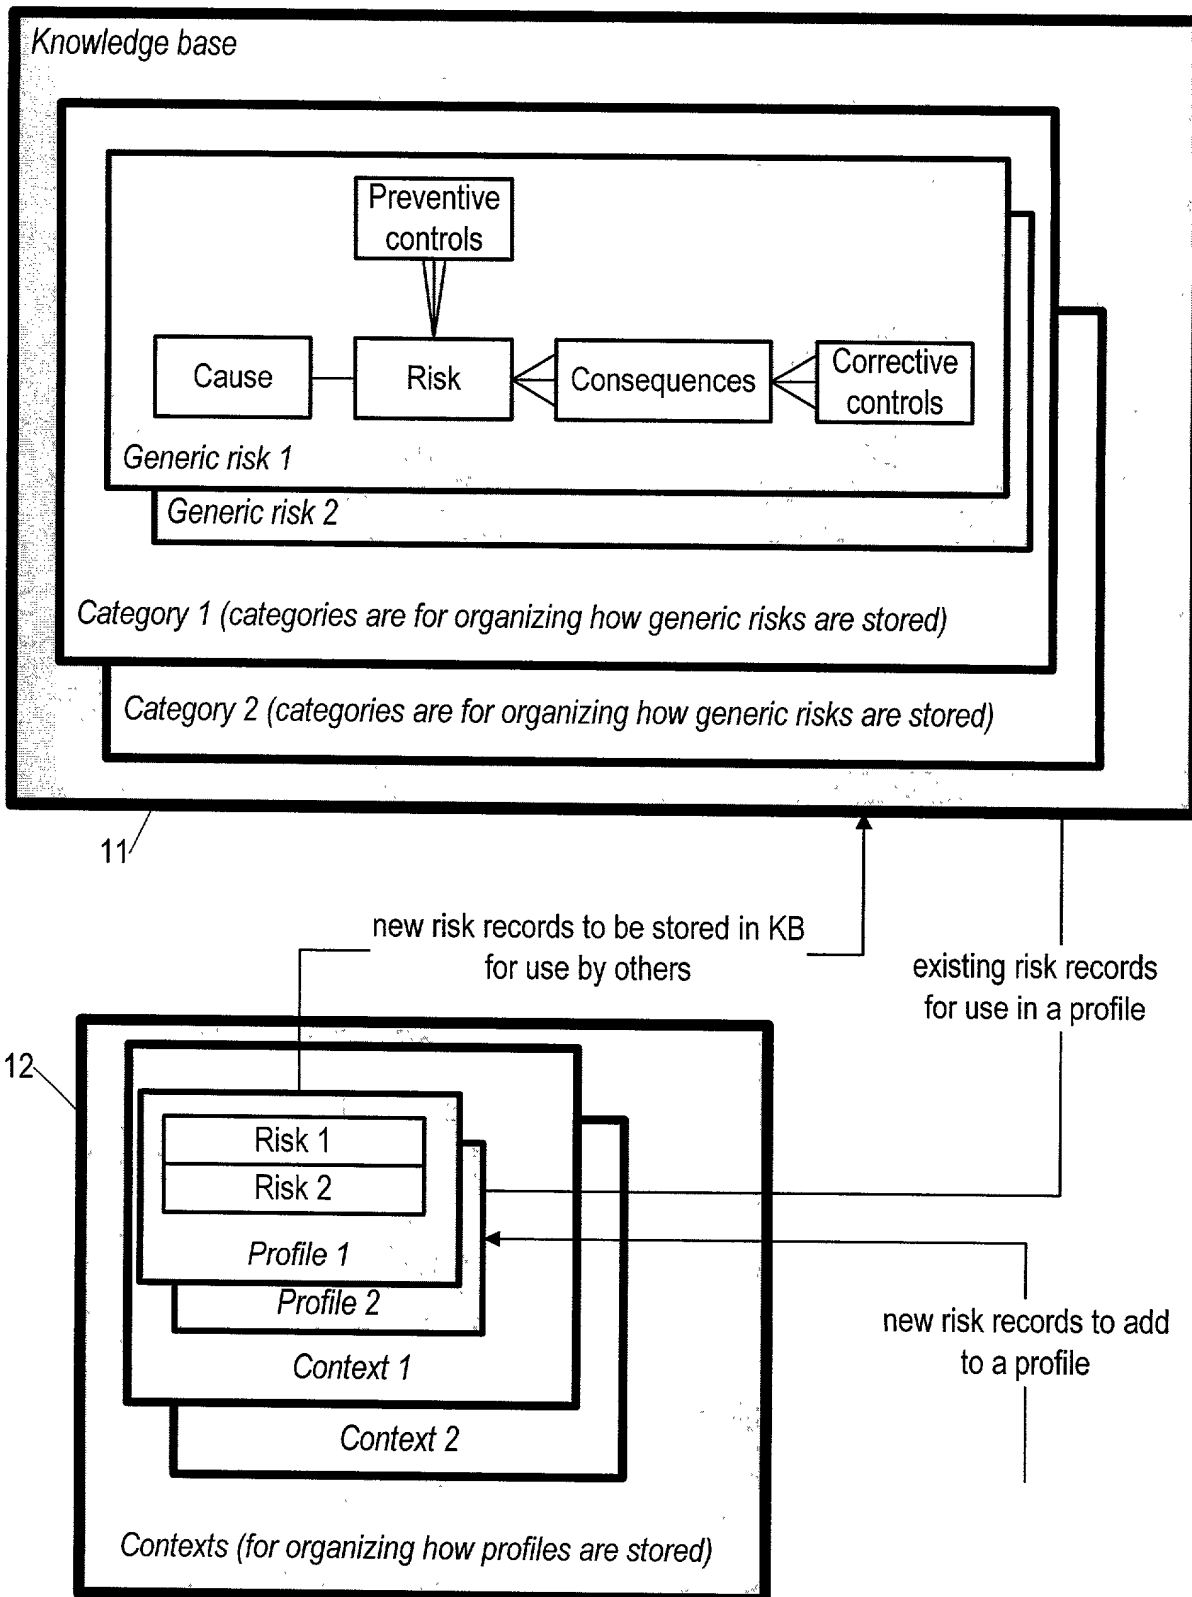 Knowledge base
Preventive
controls
Cause
Risk
Consequences
Corrective
controls
Generic risk 1
Generic risk 2
Category 1 (categories are for organizing how generic risks are stored)
Category 2 (categories are for organizing how generic risks are stored)
11
new risk records to be stored in KB
for use by others
existing risk records
for use in a profile
12
Risk 1
Risk 2
Profile 1
Profile 2
Context 1
Context 2
new risk records to add
to a profile
Contexts (for organizing how profiles are stored)